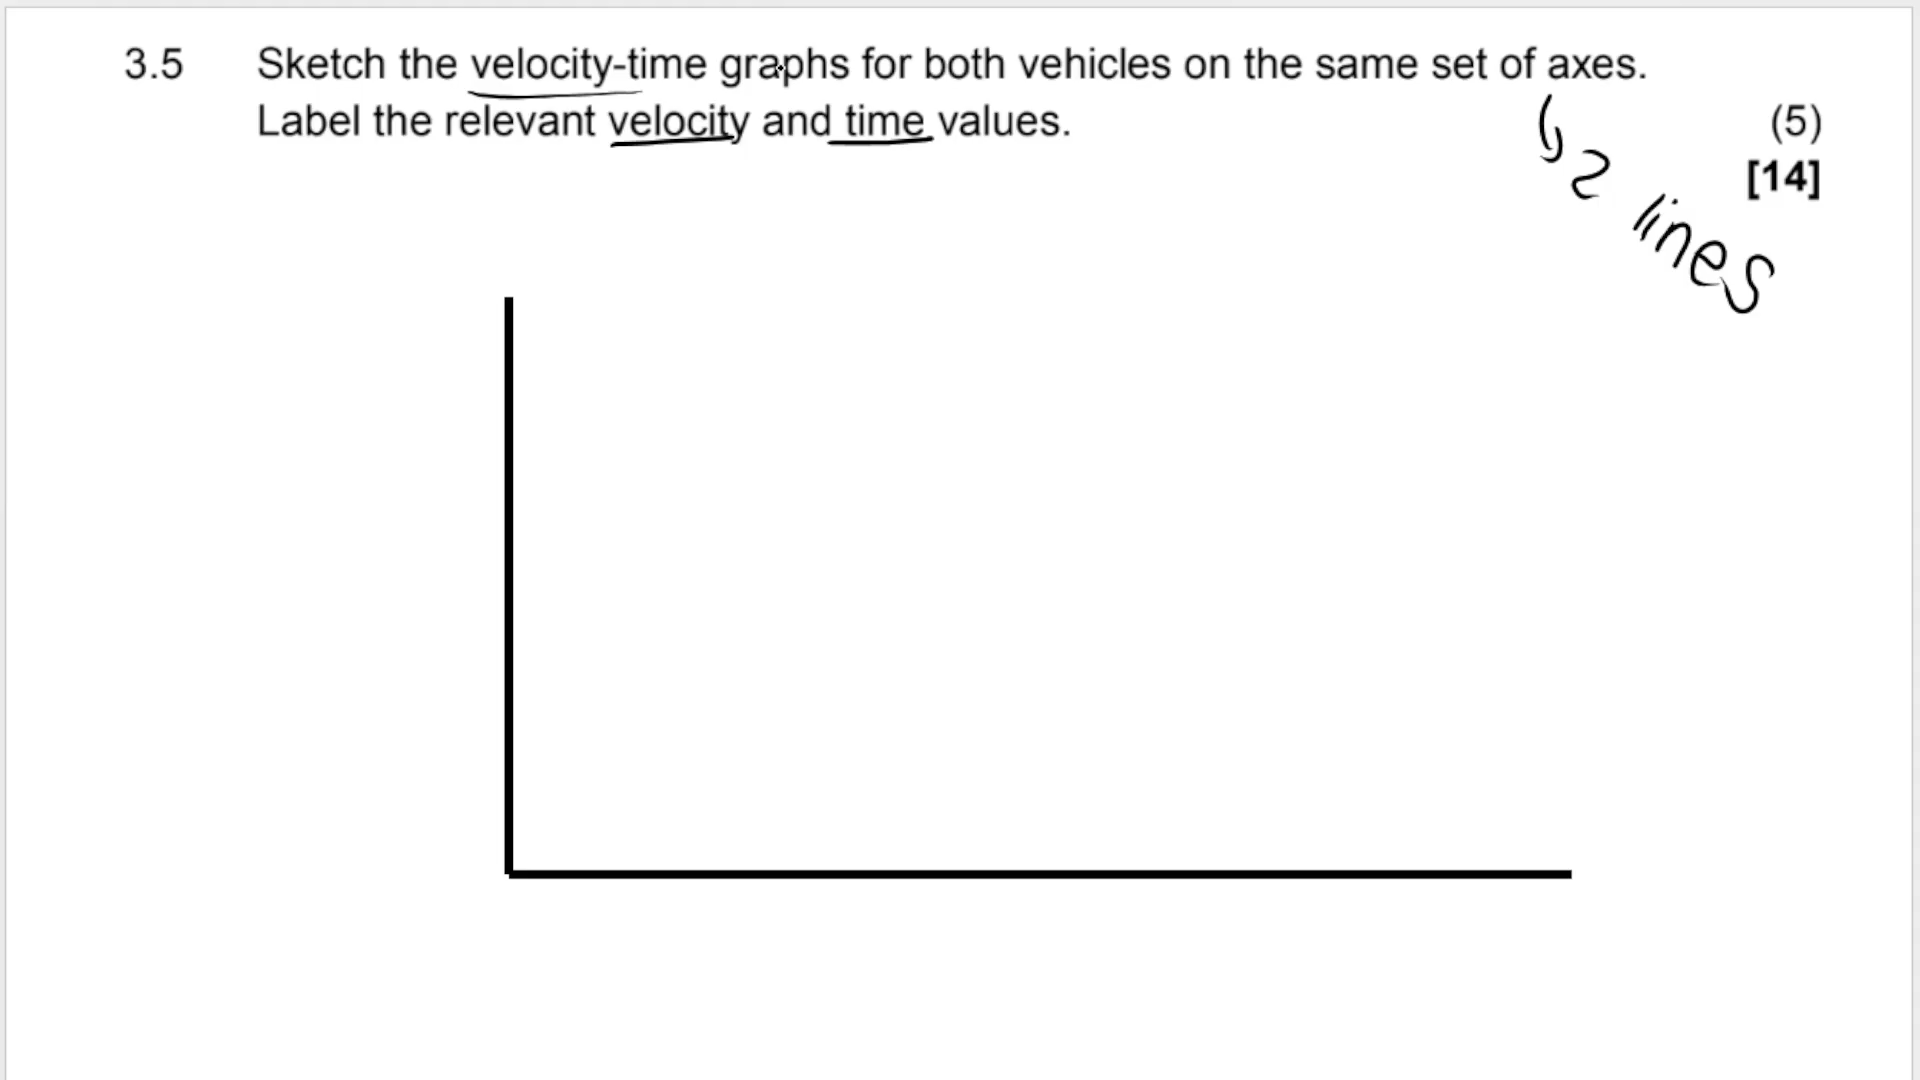 3.5 Sketch the velocity-time graphs for both vehicles on the same set of axes.
Label the relevant velocity and time values. (5)
[14]
2 lines